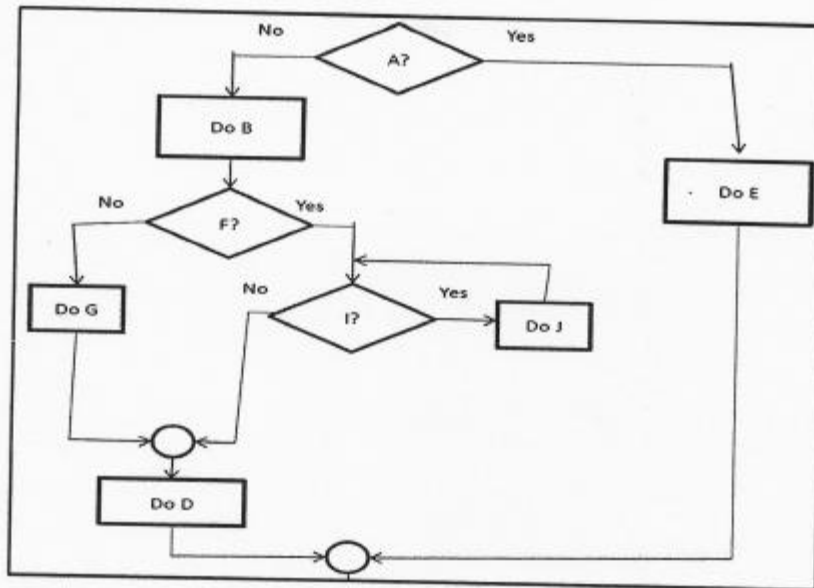 No
Yes
A?
Do B
Do E
No
Yes
F?
No
Yes
Do G
I?
Do J
Do D